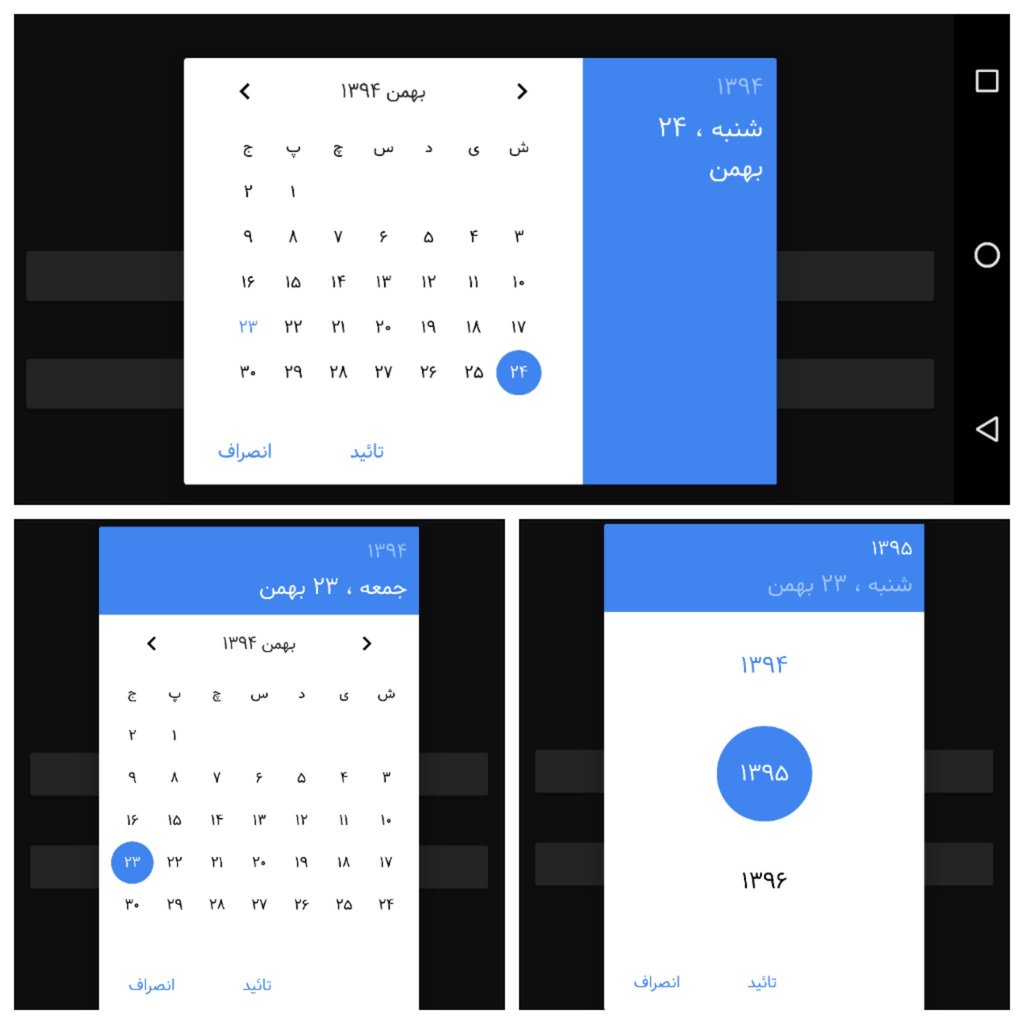 ۱۳۹۴
شنبه ، ۲۴
بهمن
بهمن ۱۳۹۴
ش ی د س چ پ ج
۱ ۲
۳ ۴ ۵ ۶ ۷ ۸ ۹
۱۰ ۱۱ ۱۲ ۱۳ ۱۴ ۱۵ ۱۶
۱۷ ۱۸ ۱۹ ۲۰ ۲۱ ۲۲ ۲۳
۲۴ ۲۵ ۲۶ ۲۷ ۲۸ ۲۹ ۳۰
تائید انصراف
۱۳۹۵
شنبه ، ۲۳ بهمن
۱۳۹۴
۱۳۹۵
۱۳۹۶
تائید انصراف
۱۳۹۴
جمعه ، ۲۳ بهمن
بهمن ۱۳۹۴
ش ی د س چ پ ج
۱ ۲
۳ ۴ ۵ ۶ ۷ ۸ ۹
۱۰ ۱۱ ۱۲ ۱۳ ۱۴ ۱۵ ۱۶
۱۷ ۱۸ ۱۹ ۲۰ ۲۱ ۲۲ ۲۳
۲۴ ۲۵ ۲۶ ۲۷ ۲۸ ۲۹ ۳۰
تائید انصراف